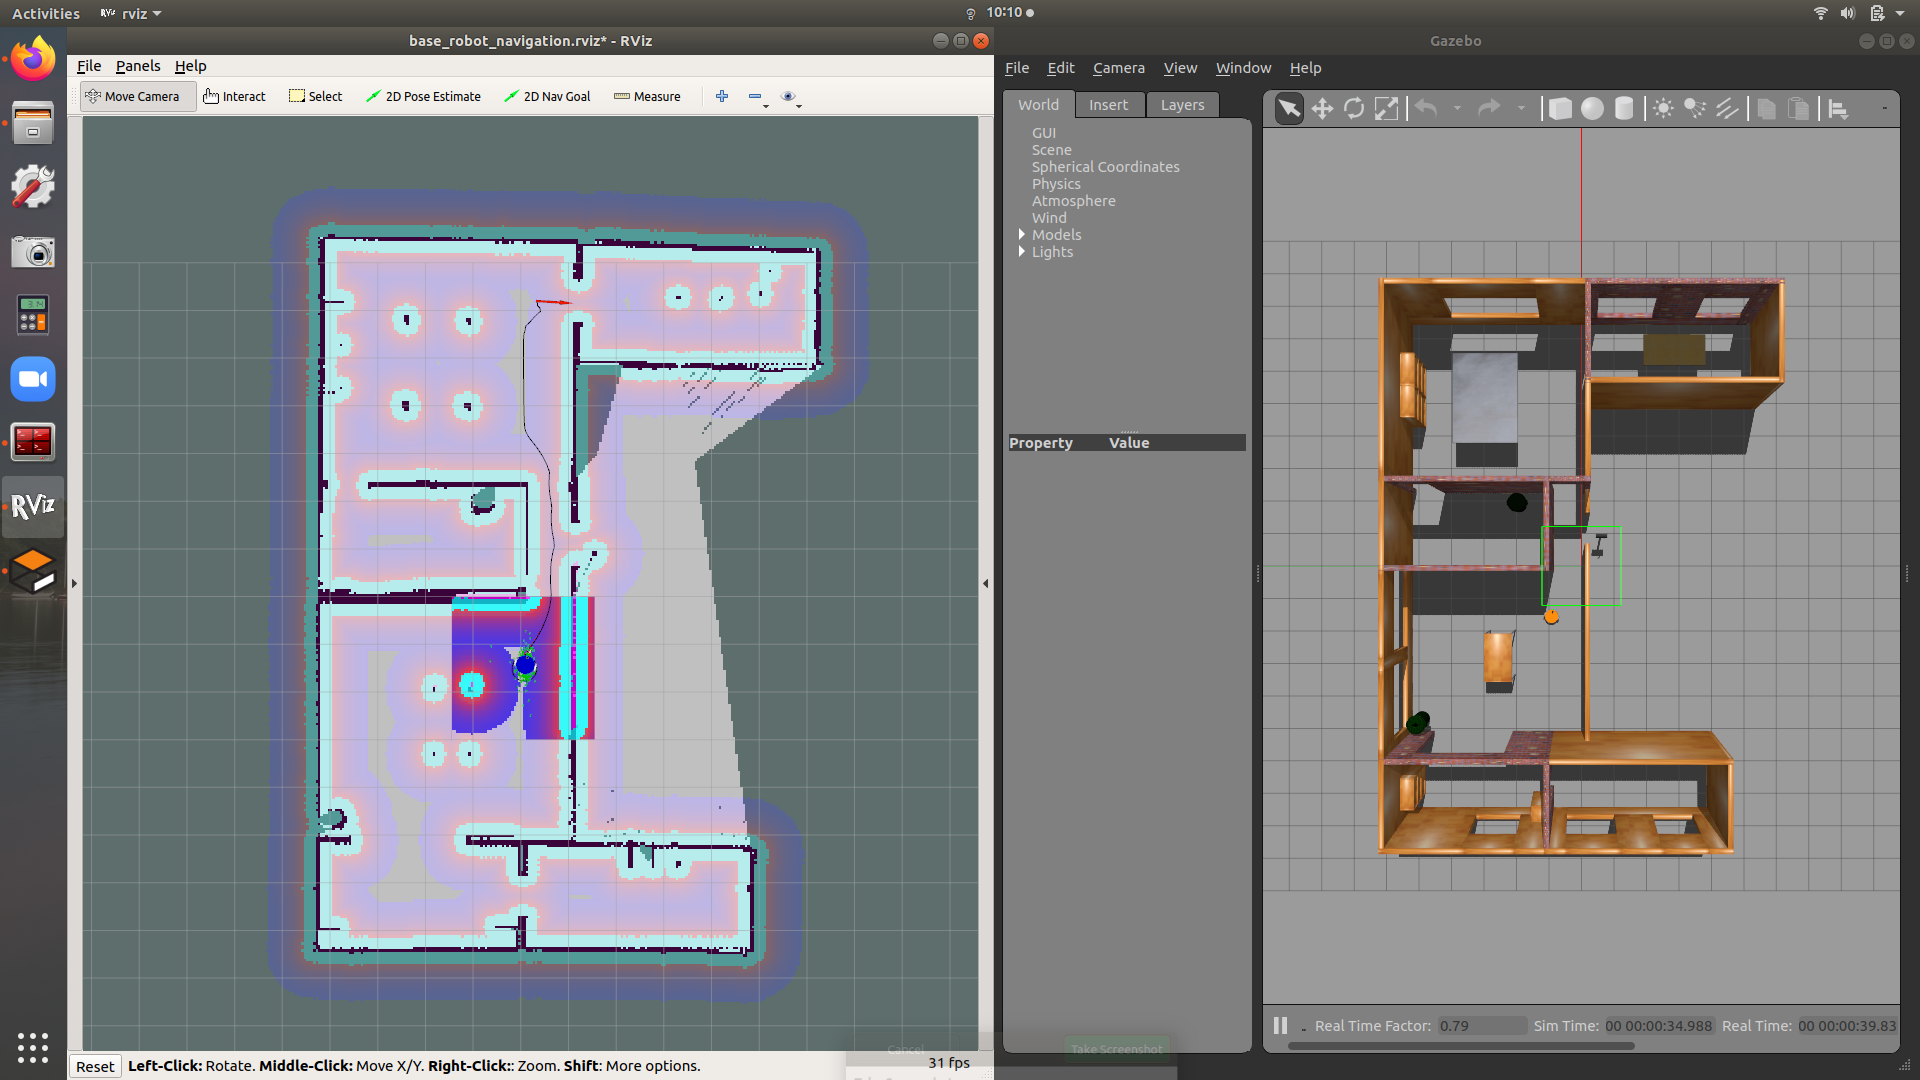 Activities
rviz
10:10
base_robot_navigation.rviz* - RViz
Gazebo
File Panels Help
File Edit Camera View Window Help
Move Camera Interact Select 2D Pose Estimate 2D Nav Goal Measure
World Insert Layers
GUI
Scene
Spherical Coordinates
Physics
Atmosphere
Wind
Models
Lights
Property Value
RViz
Real Time Factor: 0.79 Sim Time: 00 00:00:34.988 Real Time: 00 00:00:39.83
Cancel Take Screenshot
Reset Left-Click: Rotate. Middle-Click: Move X/Y. Right-Click:: Zoom. Shift: More options. 31 fps